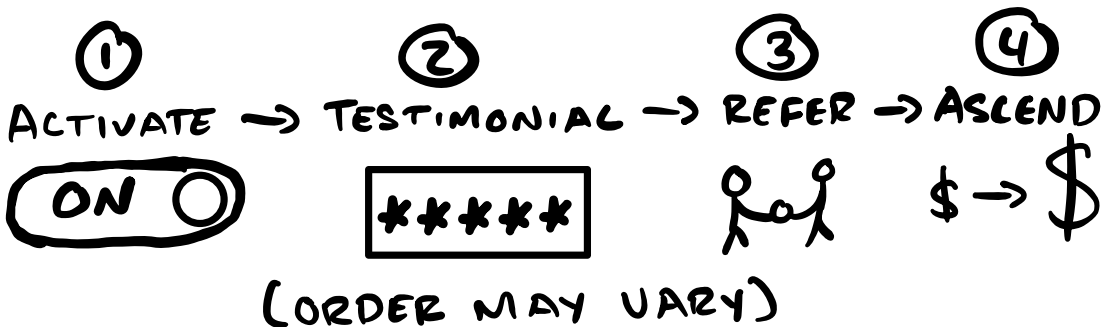 1 2 3 4
ACTIVATE → TESTIMONIAL → REFER → ASCEND
ON ***** $ → $
(ORDER MAY VARY)